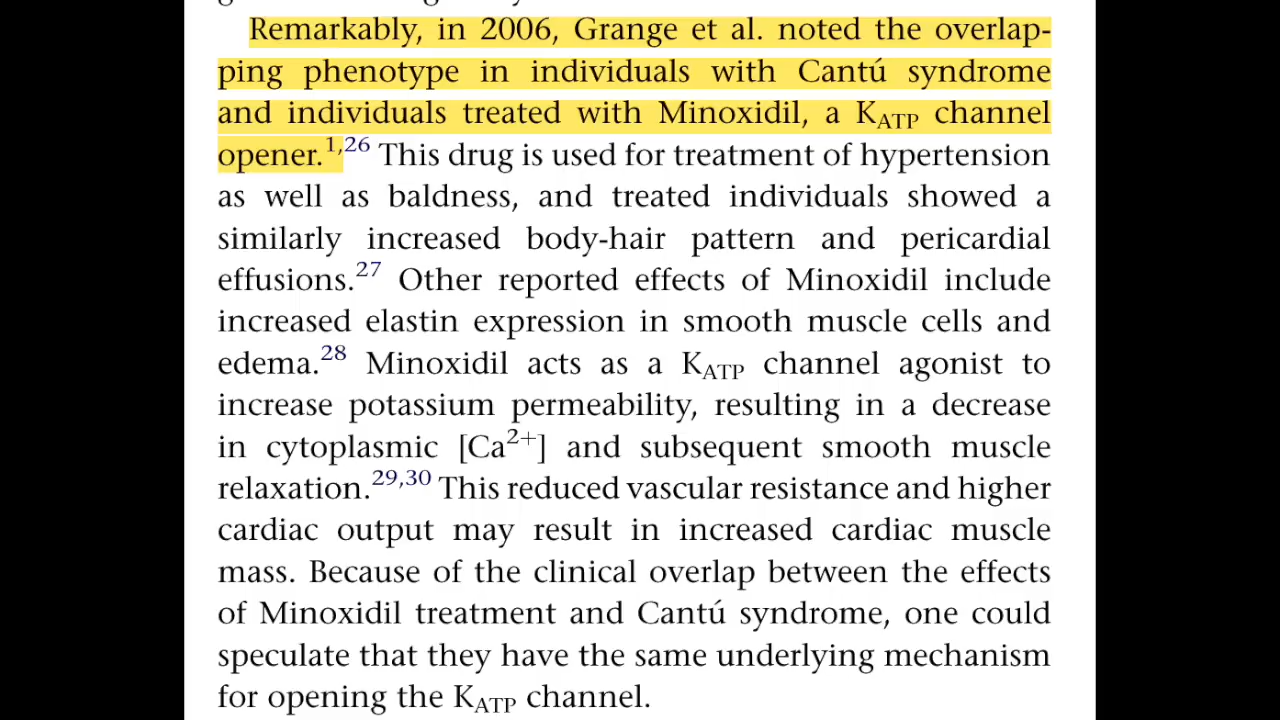 Remarkably, in 2006, Grange et al. noted the overlap-
ping phenotype in individuals with Cantú syndrome
and individuals treated with Minoxidil, a KATP channel
opener.1,26 This drug is used for treatment of hypertension
as well as baldness, and treated individuals showed a
similarly increased body-hair pattern and pericardial
effusions.27 Other reported effects of Minoxidil include
increased elastin expression in smooth muscle cells and
edema.28 Minoxidil acts as a KATP channel agonist to
increase potassium permeability, resulting in a decrease
in cytoplasmic [Ca2+] and subsequent smooth muscle
relaxation.29,30 This reduced vascular resistance and higher
cardiac output may result in increased cardiac muscle
mass. Because of the clinical overlap between the effects
of Minoxidil treatment and Cantú syndrome, one could
speculate that they have the same underlying mechanism
for opening the KATP channel.